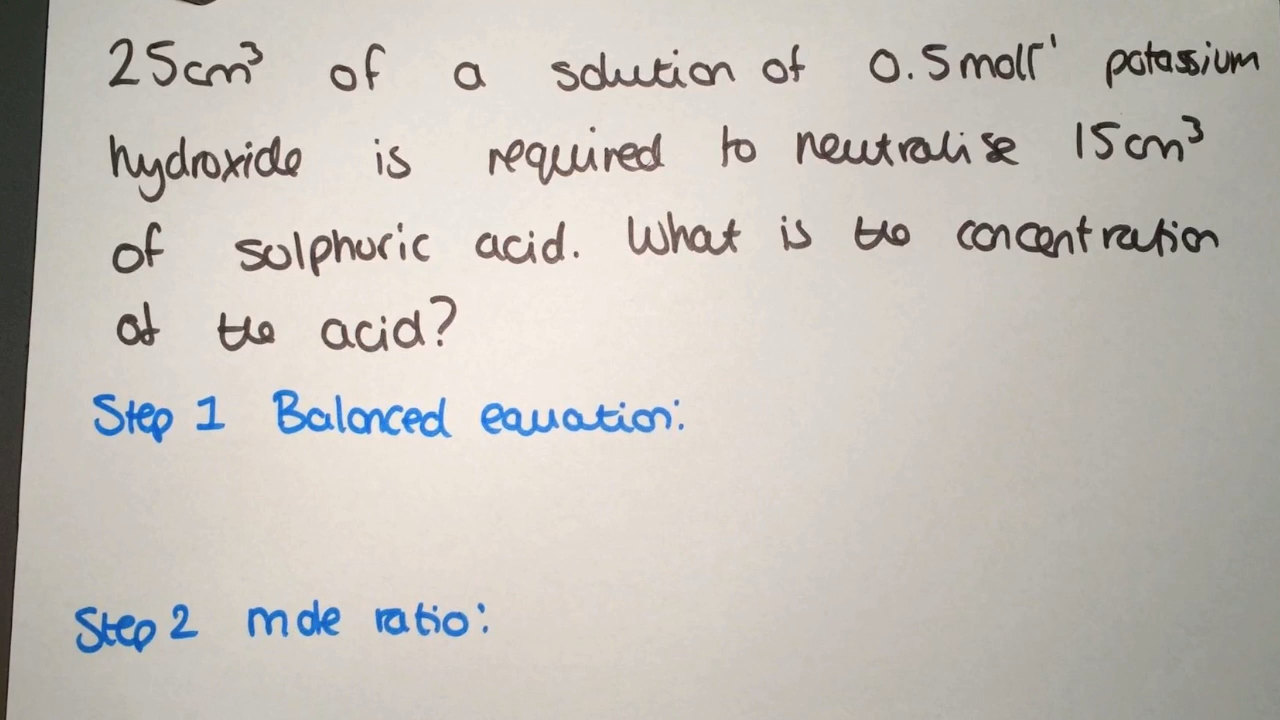 25cm³ of a solution of 0.5moll⁻¹ potassium
hydroxide is required to neutralise 15cm³
of sulphuric acid. What is the concentration
of the acid?
Step 1 Balanced equation:
Step 2 mole ratio: